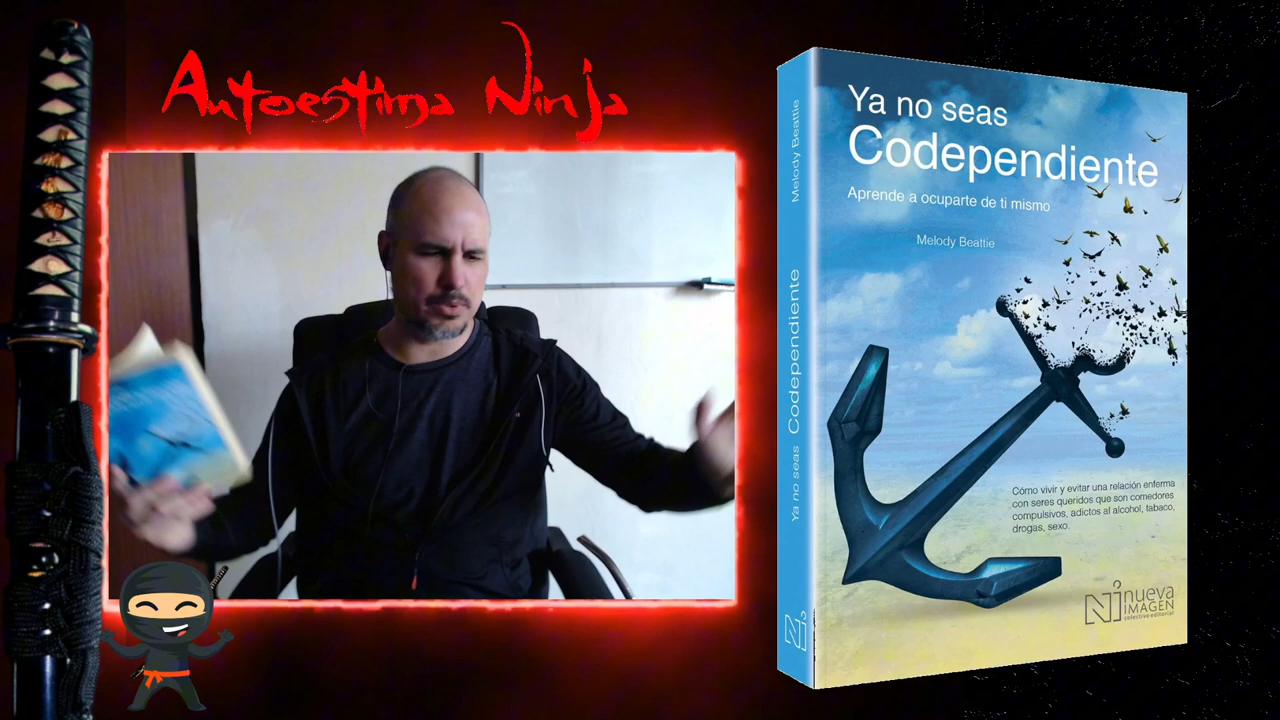 Autoestima Ninja
Ya no seas
Codependiente
Aprende a ocuparte de ti mismo
Melody Beattie
Cómo vivir y evitar una relación enferma
con seres queridos que son comedores
compulsivos, adictos al alcohol, tabaco,
drogas, sexo.
nueva
IMAGEN
colectivo editorial
Melody Beattie
Ya no seas Codependiente